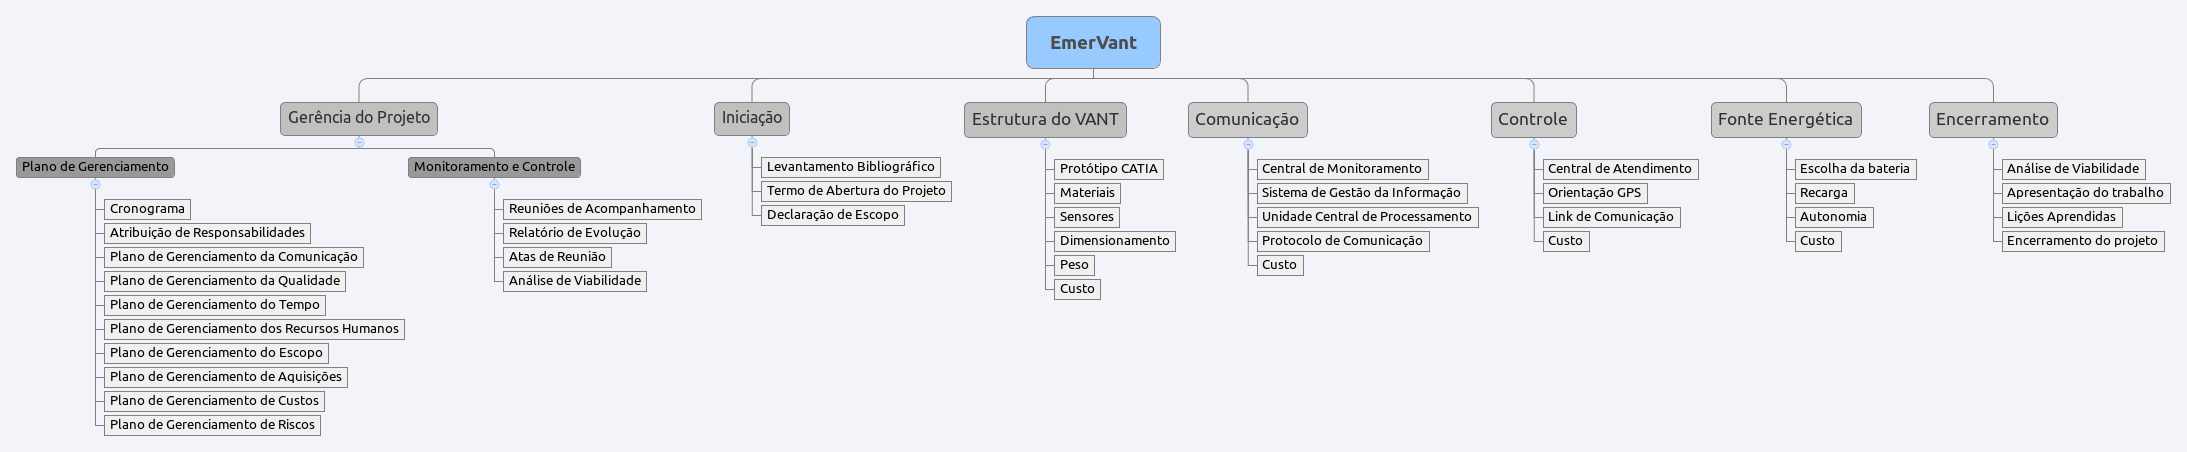 EmerVant
Gerência do Projeto
Plano de Gerenciamento
Cronograma
Atribuição de Responsabilidades
Plano de Gerenciamento da Comunicação
Plano de Gerenciamento da Qualidade
Plano de Gerenciamento do Tempo
Plano de Gerenciamento dos Recursos Humanos
Plano de Gerenciamento do Escopo
Plano de Gerenciamento de Aquisições
Plano de Gerenciamento de Custos
Plano de Gerenciamento de Riscos
Monitoramento e Controle
Reuniões de Acompanhamento
Relatório de Evolução
Atas de Reunião
Análise de Viabilidade
Iniciação
Levantamento Bibliográfico
Termo de Abertura do Projeto
Declaração de Escopo
Estrutura do VANT
Protótipo CATIA
Materiais
Sensores
Dimensionamento
Peso
Custo
Comunicação
Central de Monitoramento
Sistema de Gestão da Informação
Unidade Central de Processamento
Protocolo de Comunicação
Custo
Controle
Central de Atendimento
Orientação GPS
Link de Comunicação
Custo
Fonte Energética
Escolha da bateria
Recarga
Autonomia
Custo
Encerramento
Análise de Viabilidade
Apresentação do trabalho
Lições Aprendidas
Encerramento do projeto